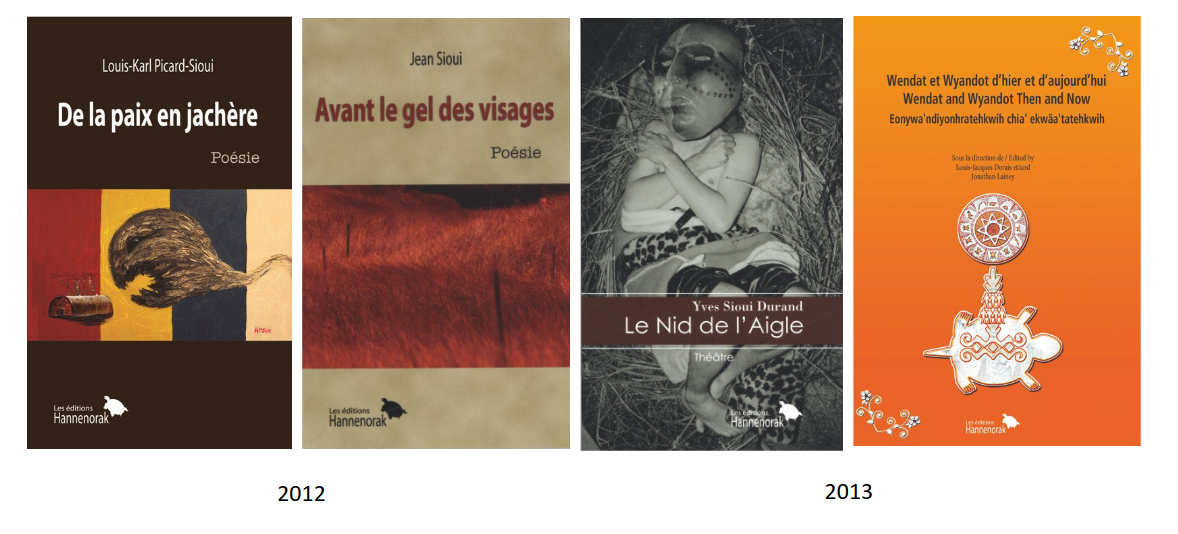 Louis-Karl Picard-Sioui
De la paix en jachère
Poésie
Les éditions
Hannenorak
Jean Sioui
Avant le gel des visages
Poésie
Les éditions
Hannenorak
Yves Sioui Durand
Le Nid de l'Aigle
Théâtre
Les éditions
Hannenorak
Wendat et Wyandot d'hier et d'aujourd'hui
Wendat and Wyandot Then and Now
Eonywa'ndiyonhratehkwih chia' ekwäa'tatehkwih
Sous la direction de / Edited by
Louis-Jacques Dorais et/and
Jonathan Lainey
Les éditions
Hannenorak
2012
2013